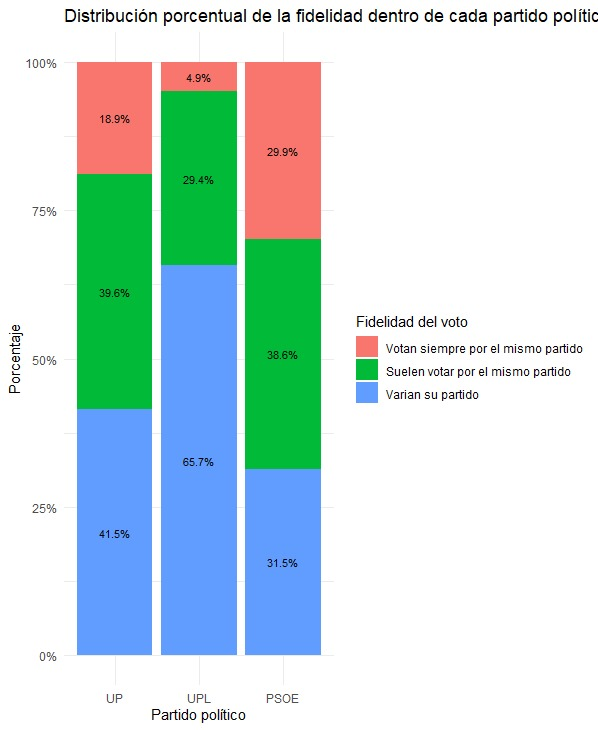 Distribución porcentual de la fidelidad dentro de cada partido polític
100%
75%
50%
25%
0%
Porcentaje
18.9%
39.6%
41.5%
4.9%
29.4%
65.7%
29.9%
38.6%
31.5%
UP
UPL
PSOE
Partido político
Fidelidad del voto
Votan siempre por el mismo partido
Suelen votar por el mismo partido
Varian su partido